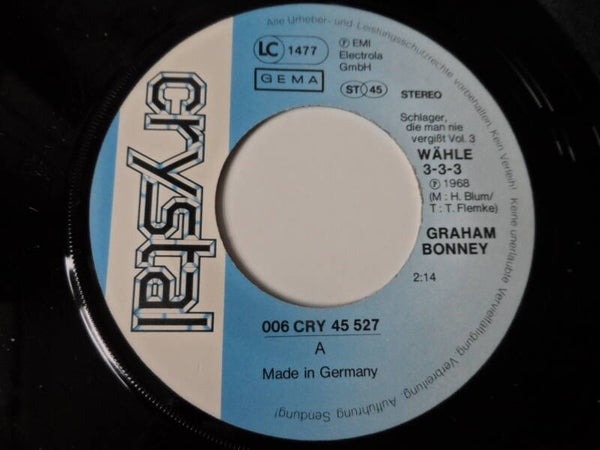 Alle Urheber- und Leistungsschutzrechte vorbehalten. Kein Verleih! Keine unerlaubte Vervielfältigung, Verbreitung, Aufführung, Sendung!
crystal
LC 1477
GEMA
℗ EMI
Electrola
GmbH
ST 45
STEREO
Schlager,
die man nie
vergißt Vol. 3
WÄHLE
3-3-3
℗ 1968
(M : H. Blum/
T : T. Flemke)
GRAHAM
BONNEY
2:14
006 CRY 45 527
A
Made in Germany